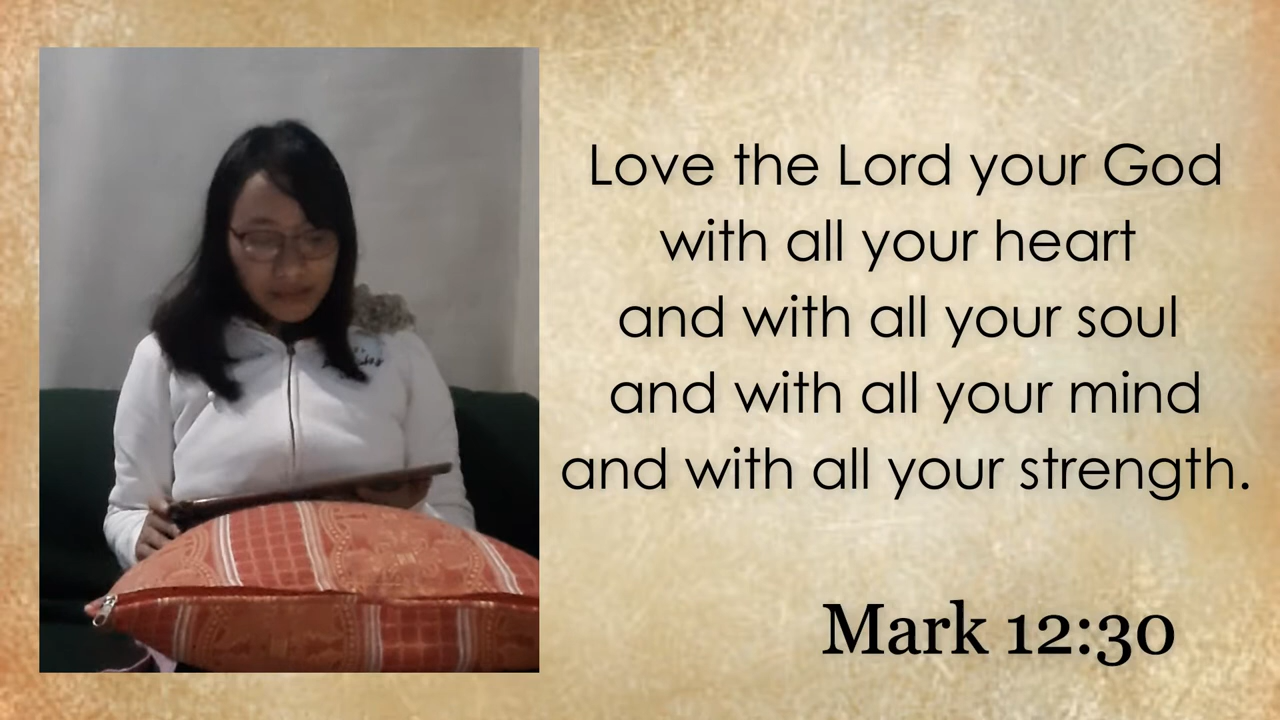 Love the Lord your God
with all your heart
and with all your soul
and with all your mind
and with all your strength.
Mark 12:30